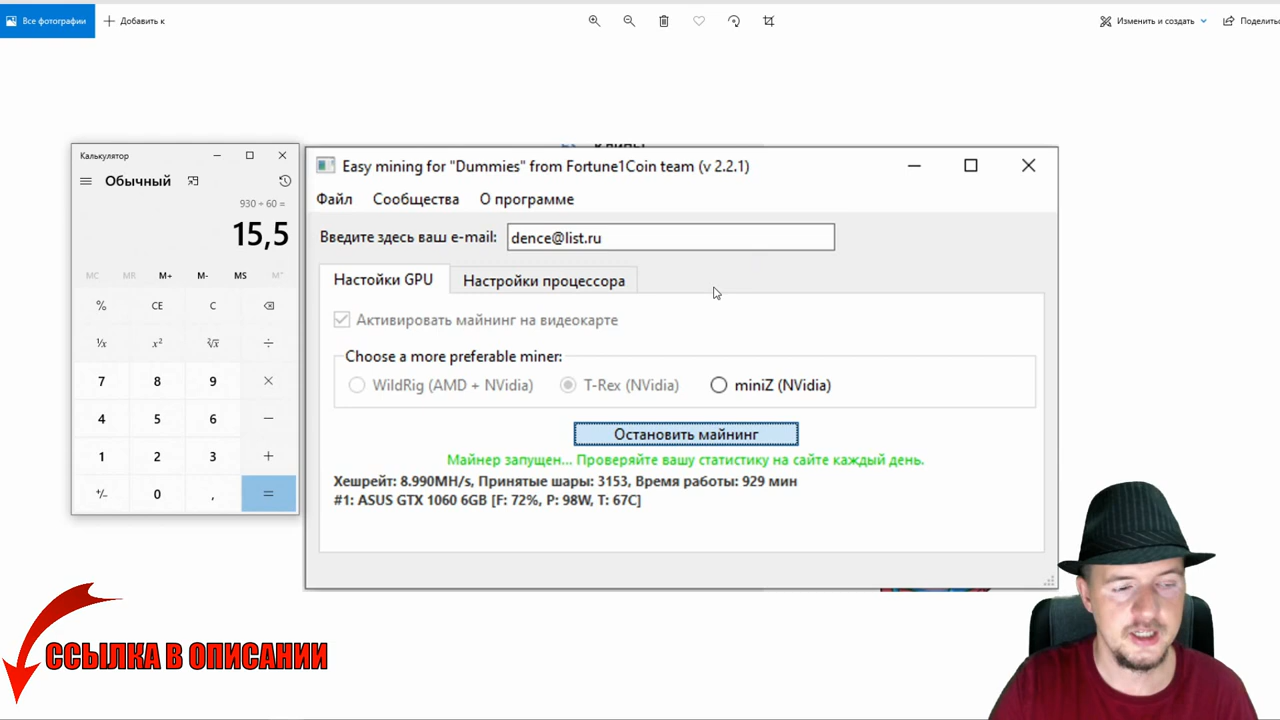 Все фотографии
Добавить к
Изменить и создать
Поделитьс
Калькулятор
Обычный
930 ÷ 60 =
15,5
MC MR M+ M- MS M˅
% CE C
¹/x x² ²√x ÷
7 8 9 ×
4 5 6 −
1 2 3 +
⁺/₋ 0 , =
Easy mining for "Dummies" from Fortune1Coin team (v 2.2.1)
Файл Сообщества О программе
Введите здесь ваш e-mail: dence@list.ru
Настойки GPU Настройки процессора
Активировать майнинг на видеокарте
Choose a more preferable miner:
WildRig (AMD + NVidia) T-Rex (NVidia) miniZ (NVidia)
Остановить майнинг
Майнер запущен... Проверяйте вашу статистику на сайте каждый день.
Хешрейт: 8.990MH/s, Принятые шары: 3153, Время работы: 929 мин
#1: ASUS GTX 1060 6GB [F: 72%, P: 98W, T: 67C]
ССЫЛКА В ОПИСАНИИ